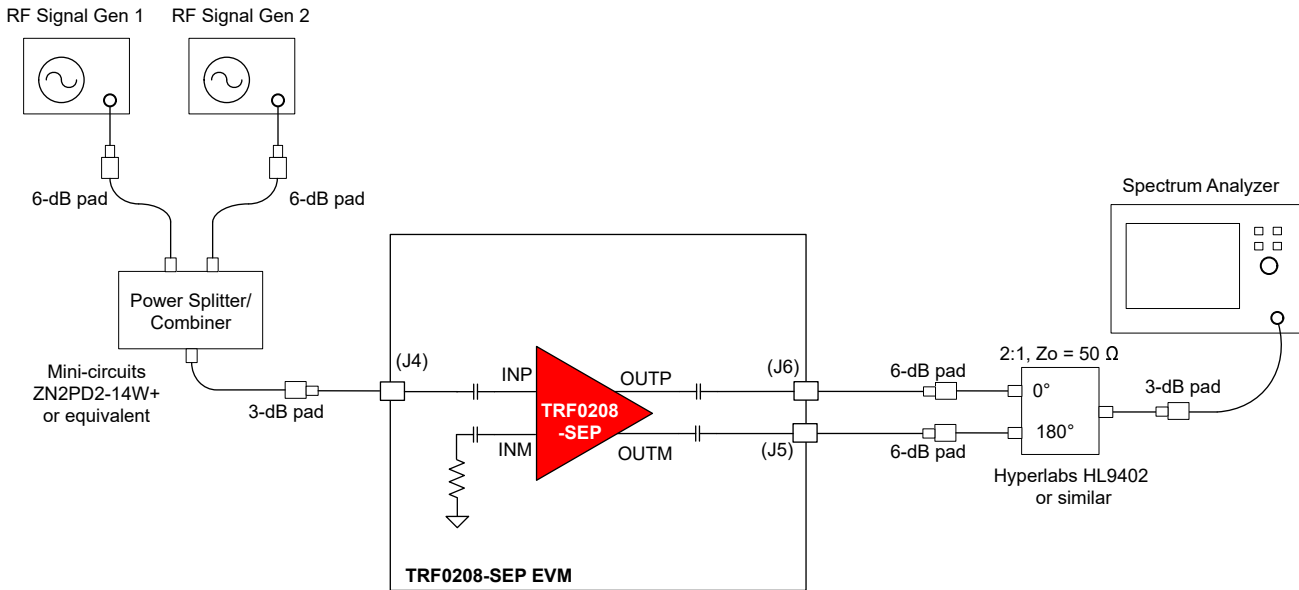 RF Signal Gen 1
RF Signal Gen 2
6-dB pad
6-dB pad
Power Splitter/
Combiner
Mini-circuits
ZN2PD2-14W+
or equivalent
3-dB pad
(J4)
INP
INM
TRF0208
-SEP
OUTP
OUTM
(J6)
(J5)
TRF0208-SEP EVM
6-dB pad
6-dB pad
2:1, Zo = 50 Ω
0°
180°
Hyperlabs HL9402
or similar
3-dB pad
Spectrum Analyzer